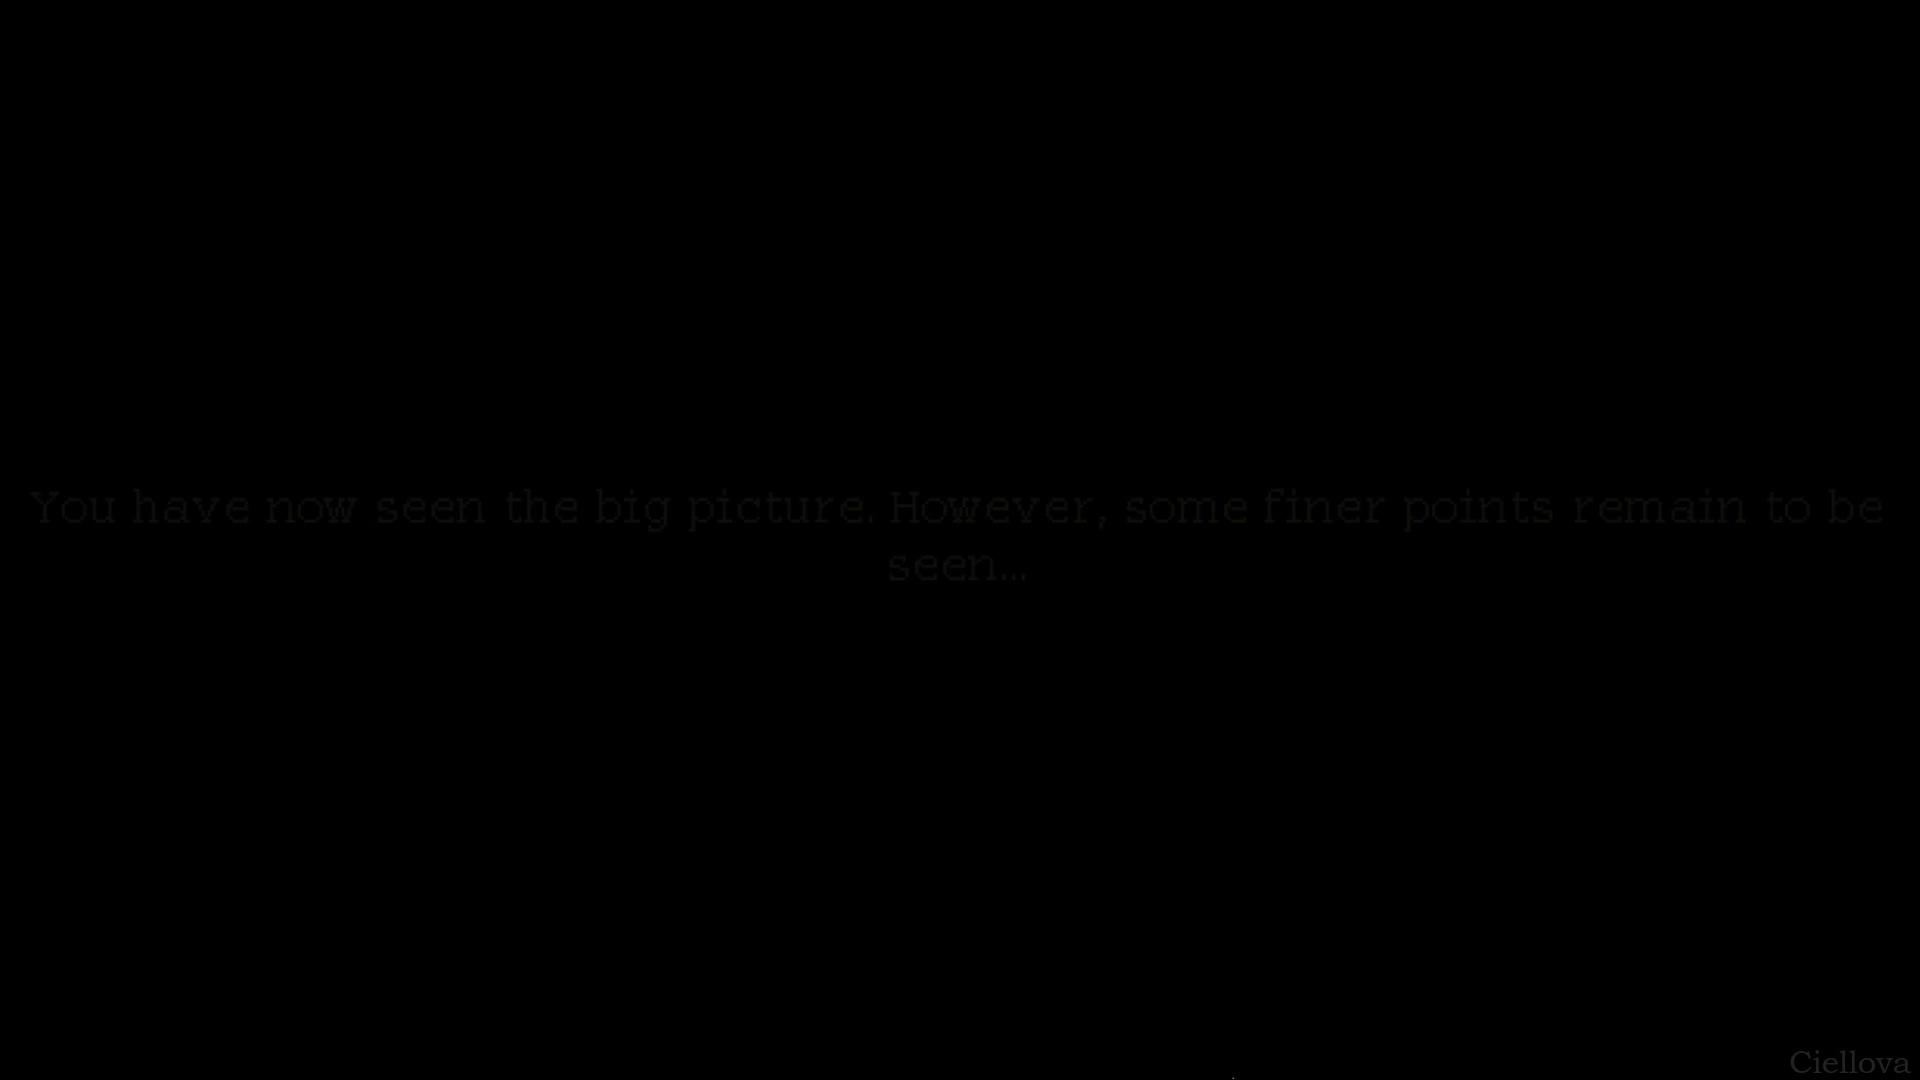 You have now seen the big picture. However, some finer points remain to be
seen...
Ciellova